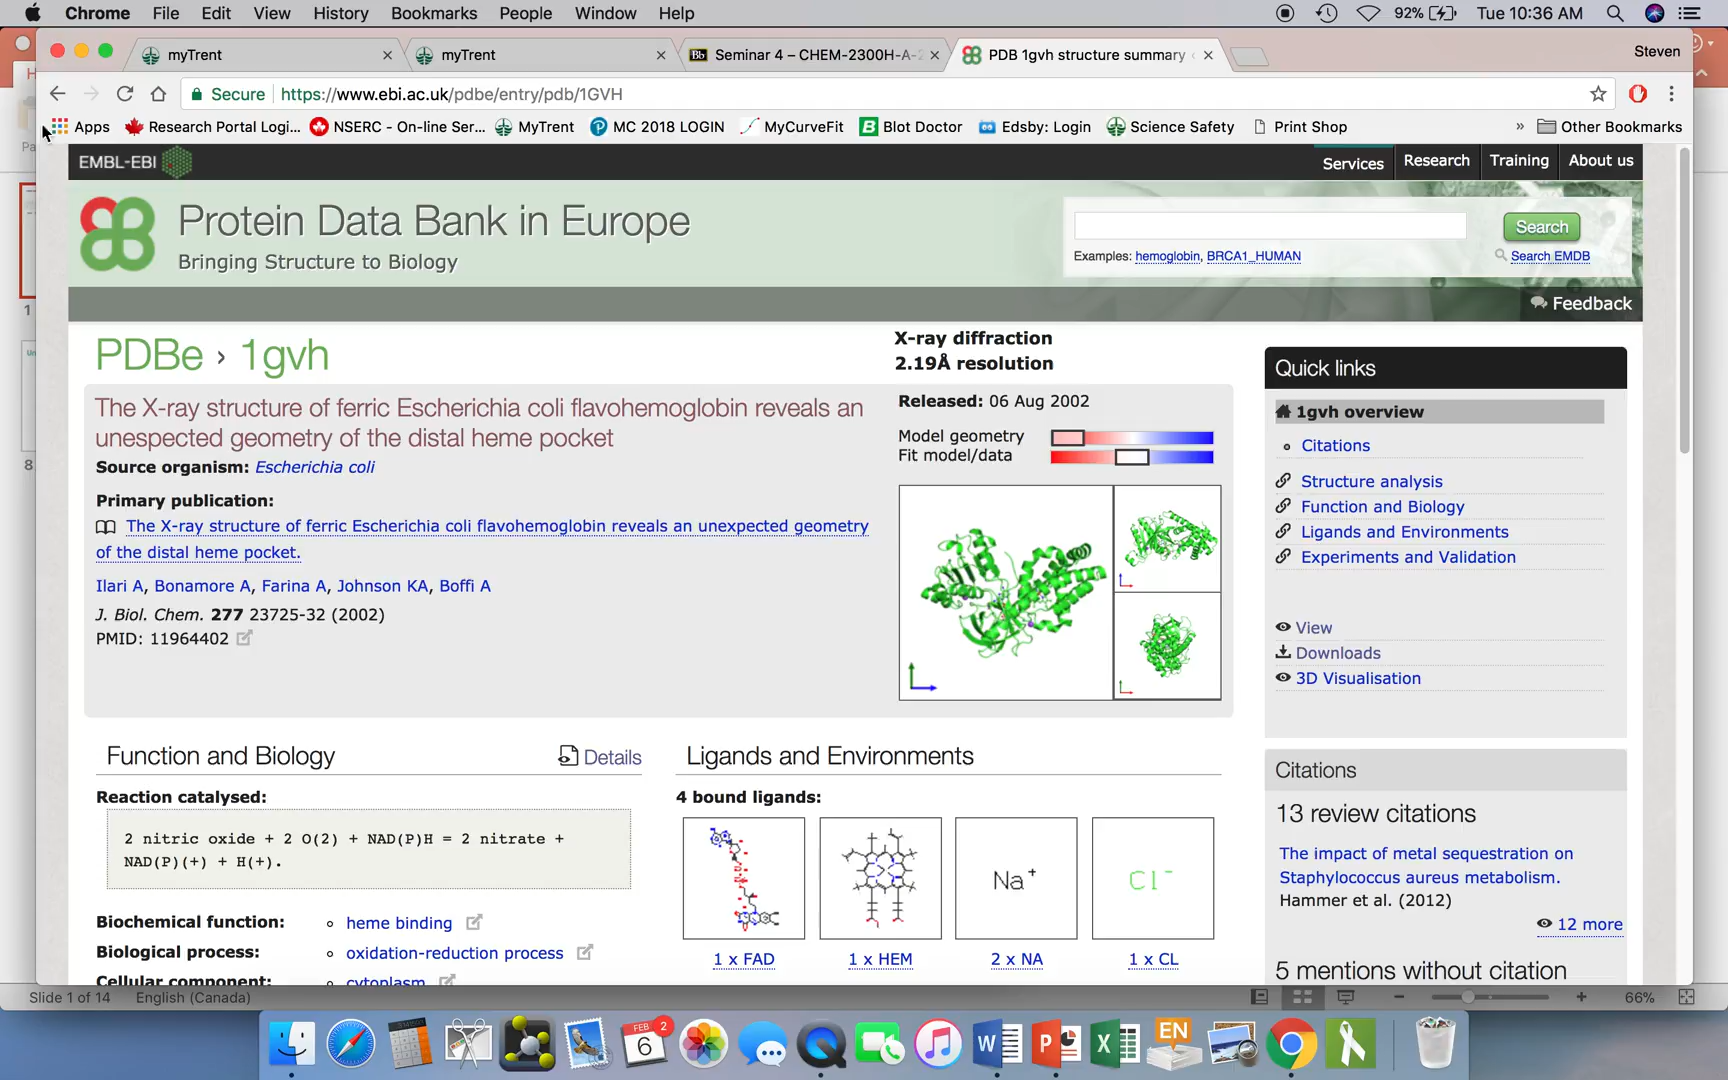 Chrome File Edit View History Bookmarks People Window Help 92% Tue 10:36 AM
myTrent myTrent Bb Seminar 4 – CHEM-2300H-A- PDB 1gvh structure summary Steven
Secure https://www.ebi.ac.uk/pdbe/entry/pdb/1GVH
Apps Research Portal Logi... NSERC - On-line Ser... MyTrent MC 2018 LOGIN MyCurveFit Blot Doctor Edsby: Login Science Safety Print Shop » Other Bookmarks
EMBL-EBI Services Research Training About us
Protein Data Bank in Europe
Bringing Structure to Biology
Search
Examples: hemoglobin, BRCA1_HUMAN Search EMDB
Feedback
PDBe › 1gvh
X-ray diffraction
2.19Å resolution
The X-ray structure of ferric Escherichia coli flavohemoglobin reveals an
unexpected geometry of the distal heme pocket
Source organism: Escherichia coli
Primary publication:
The X-ray structure of ferric Escherichia coli flavohemoglobin reveals an unexpected geometry
of the distal heme pocket.
Ilari A, Bonamore A, Farina A, Johnson KA, Boffi A
J. Biol. Chem. 277 23725-32 (2002)
PMID: 11964402
Released: 06 Aug 2002
Model geometry
Fit model/data
Quick links
1gvh overview
Citations
Structure analysis
Function and Biology
Ligands and Environments
Experiments and Validation
View
Downloads
3D Visualisation
Function and Biology Details
Reaction catalysed:
2 nitric oxide + 2 O(2) + NAD(P)H = 2 nitrate +
NAD(P)(+) + H(+).
Biochemical function: heme binding
Biological process: oxidation-reduction process
Cellular component: cytoplasm
Ligands and Environments
4 bound ligands:
Na+
Cl-
1 x FAD 1 x HEM 2 x NA 1 x CL
Citations
13 review citations
The impact of metal sequestration on
Staphylococcus aureus metabolism.
Hammer et al. (2012)
12 more
5 mentions without citation
1
8
Slide 1 of 14 English (Canada) 66%
FEB 2
6
W P X EN